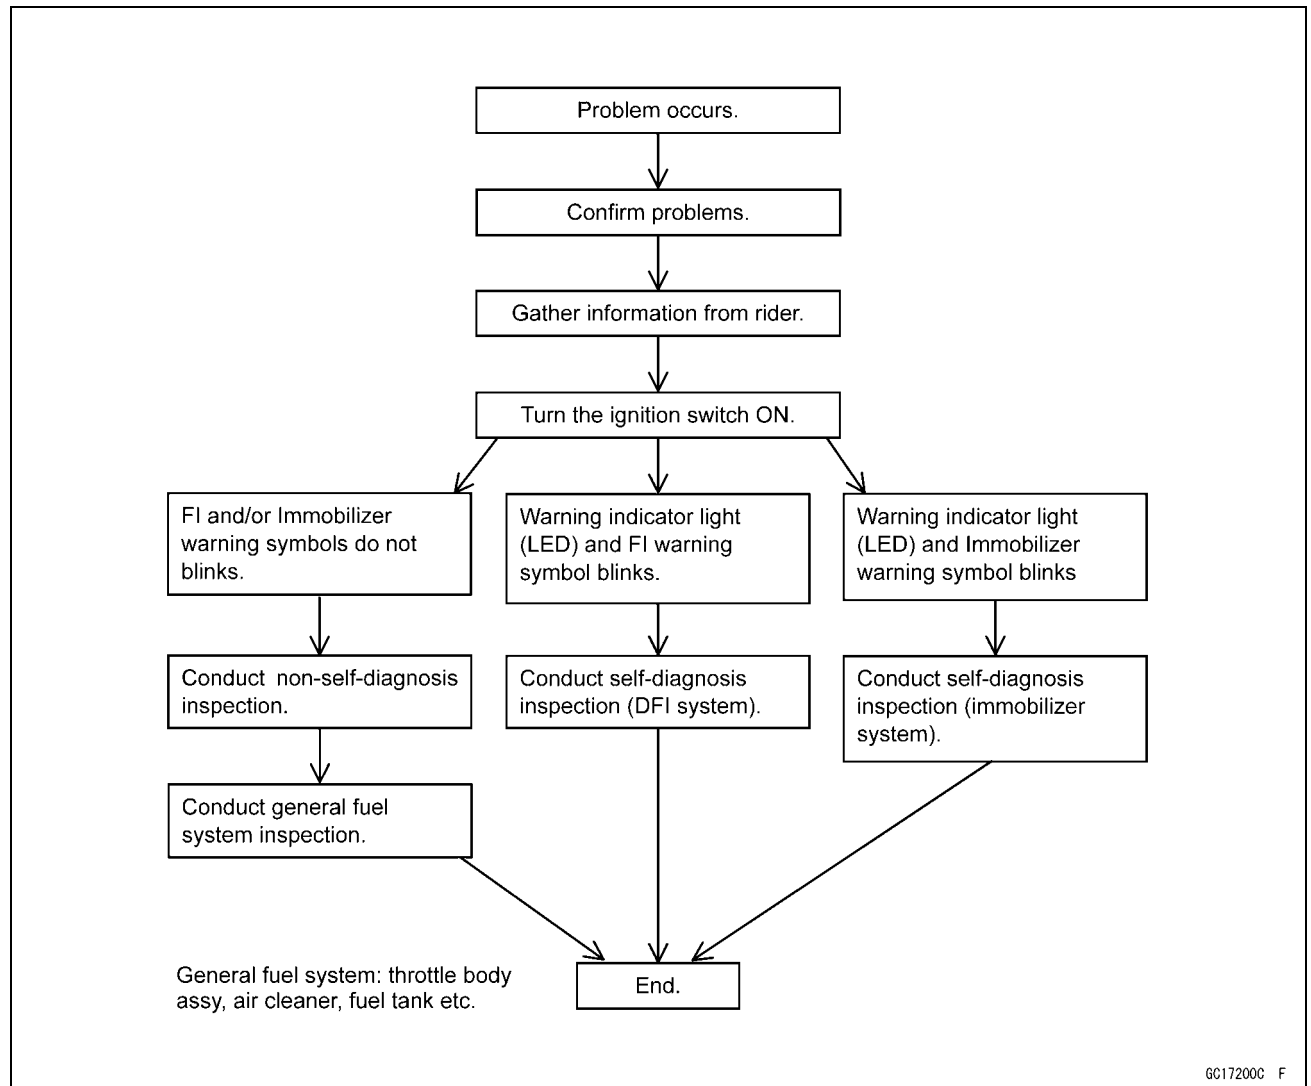 Problem occurs.
Confirm problems.
Gather information from rider.
Turn the ignition switch ON.
FI and/or Immobilizer
warning symbols do not
blinks.
Warning indicator light
(LED) and FI warning
symbol blinks.
Warning indicator light
(LED) and Immobilizer
warning symbol blinks
Conduct non-self-diagnosis
inspection.
Conduct self-diagnosis
inspection (DFI system).
Conduct self-diagnosis
inspection (immobilizer
system).
Conduct general fuel
system inspection.
General fuel system: throttle body
assy, air cleaner, fuel tank etc.
End.
GC17200C F